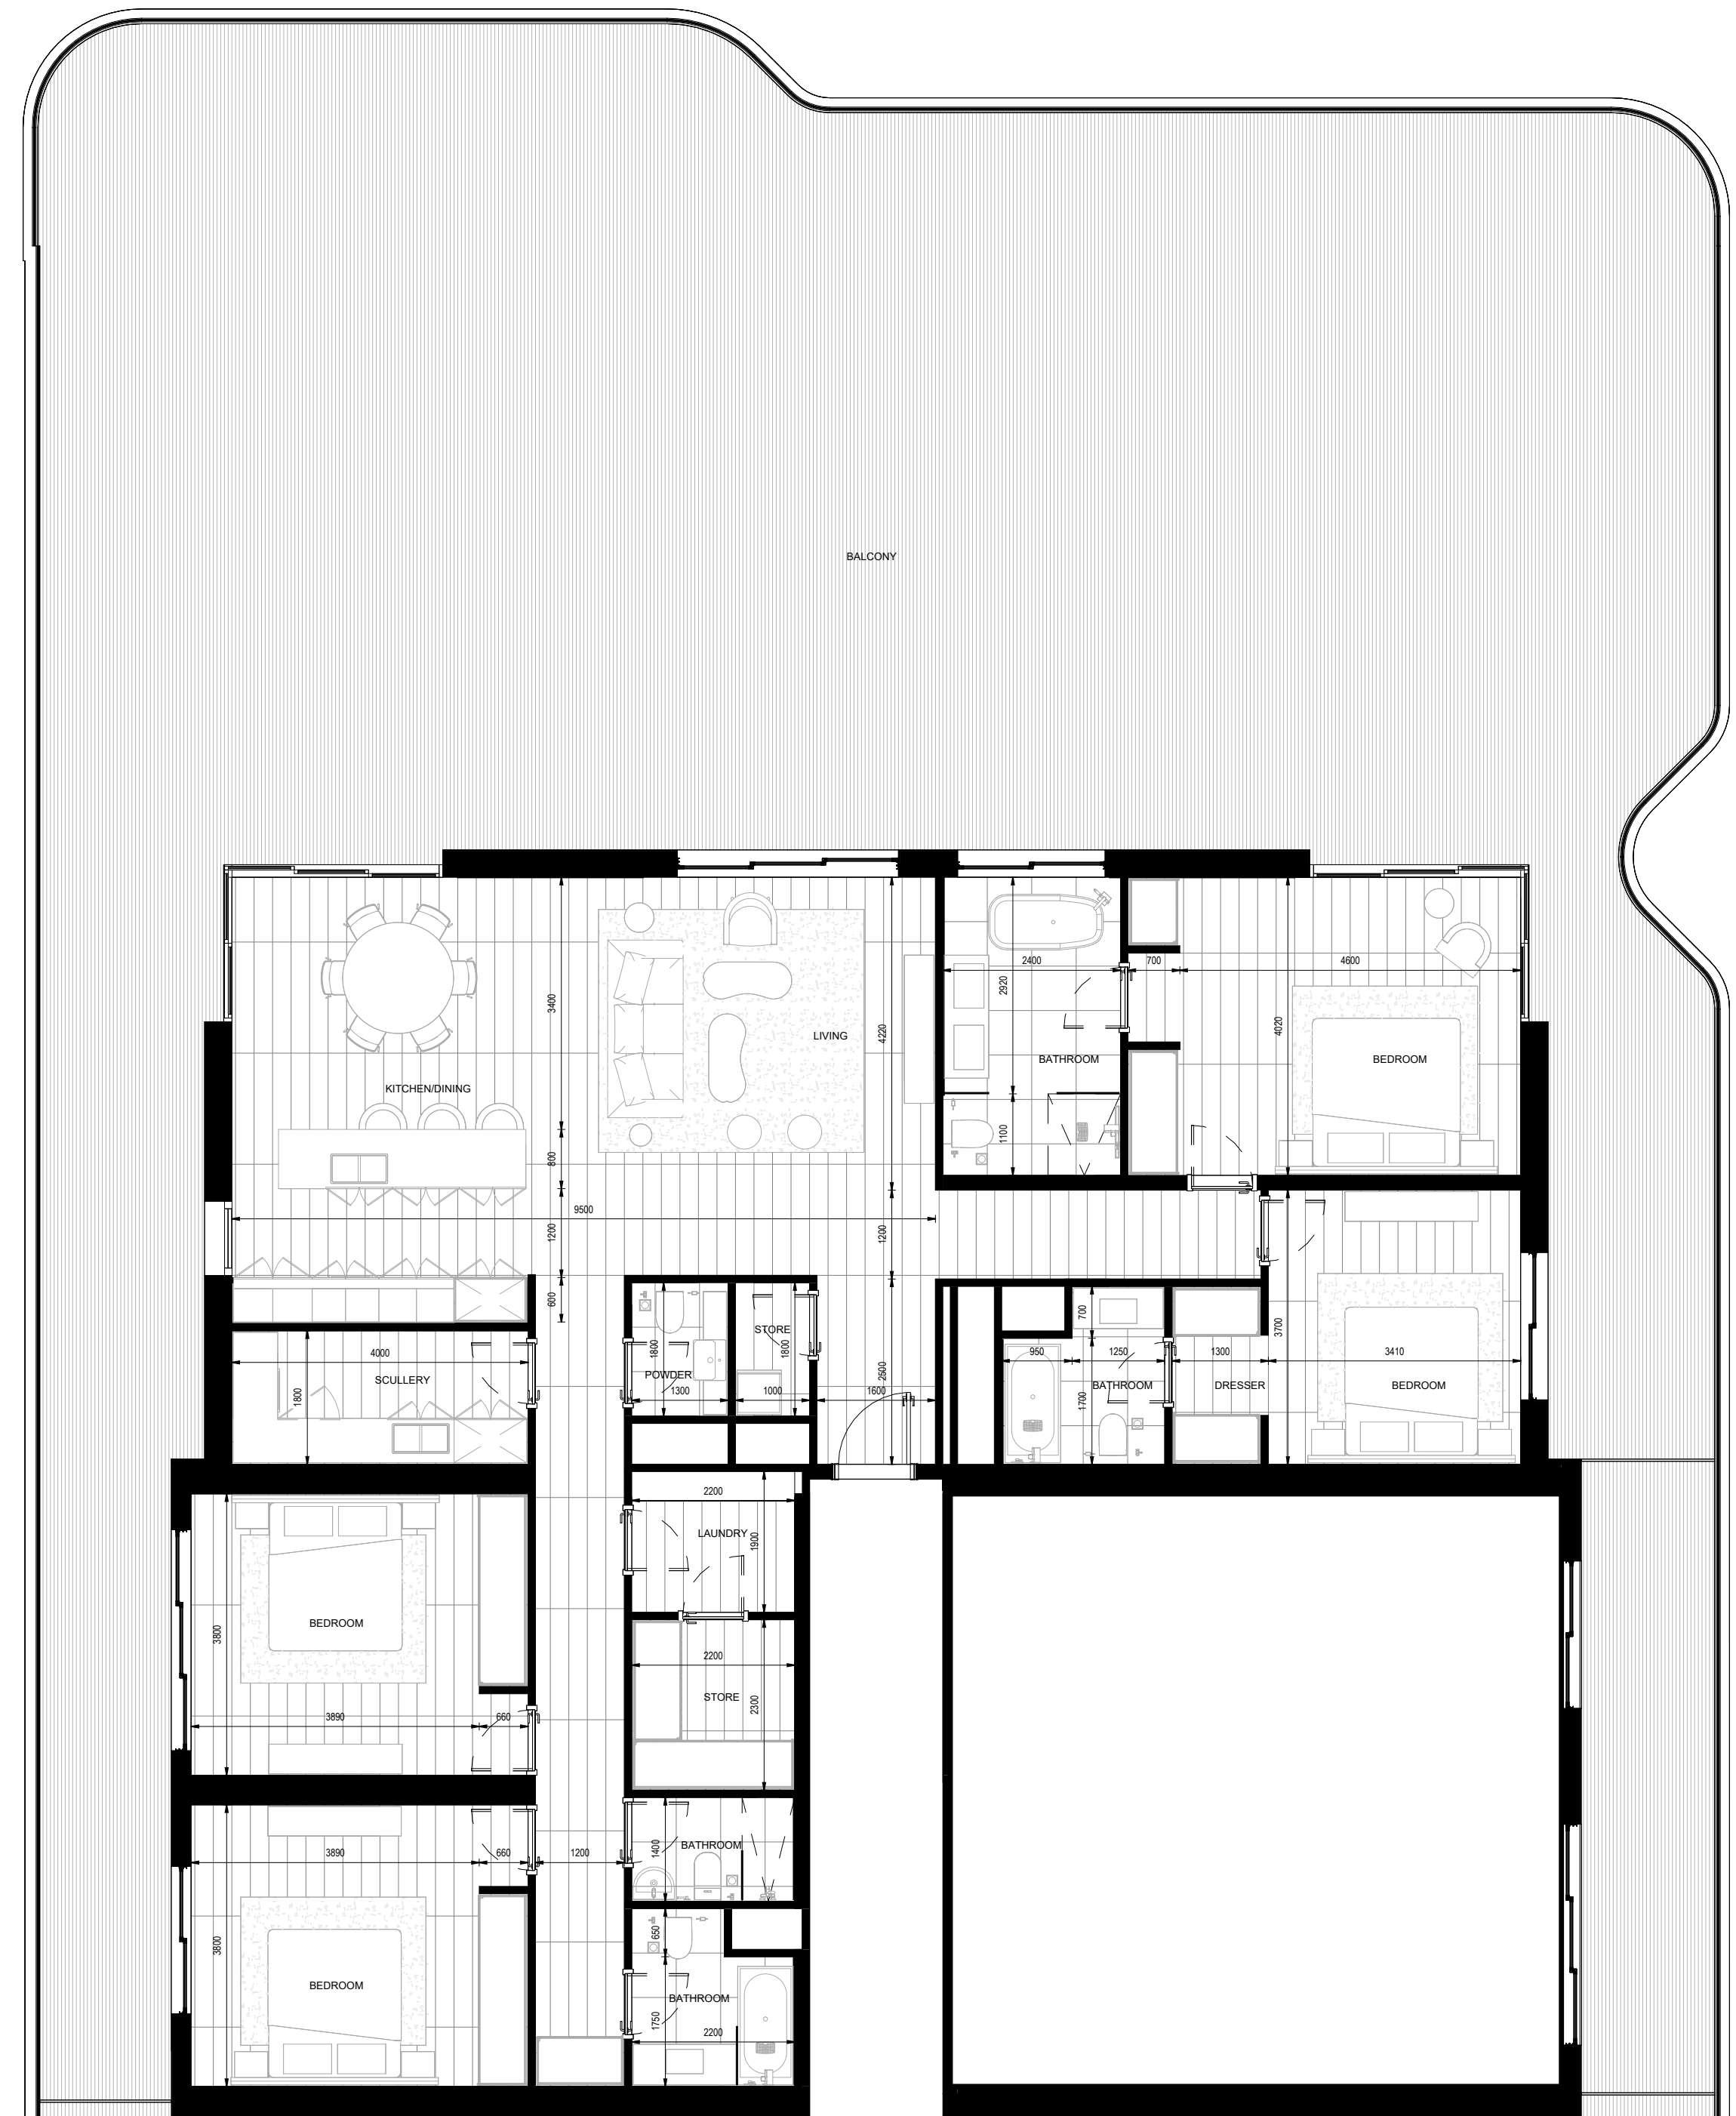 BALCONY
2400
700
4600
2920
3400
4020
LIVING
4220
BATHROOM
BEDROOM
KITCHEN/DINING
1100
800
9500
1200
1200
600
700
3700
STORE
1800
1800
4000
950
1250
1300
3410
POWDER
2500
SCULLERY
1300
1000
1600
BATHROOM
DRESSER
BEDROOM
1800
1700
2200
LAUNDRY
1900
BEDROOM
3800
2200
STORE
2300
3890
660
BATHROOM
1400
3890
660
1200
650
3800
BEDROOM
BATHROOM
1750
2200